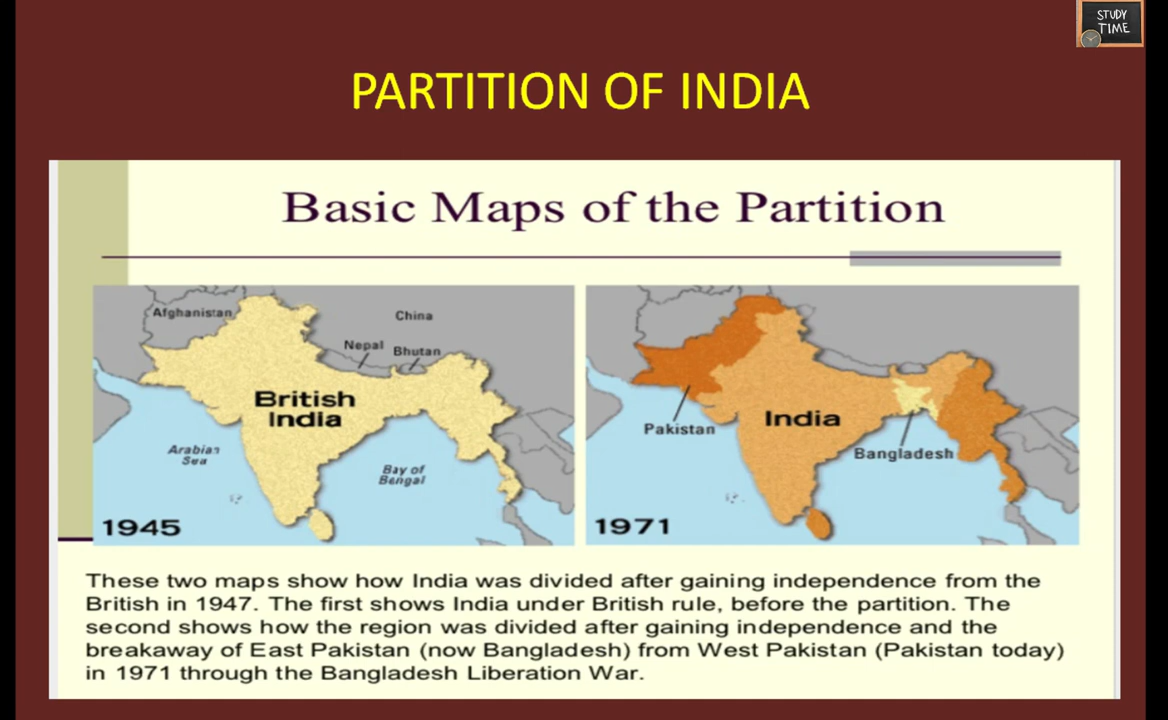 STUDY
TIME
PARTITION OF INDIA
Basic Maps of the Partition
Afghanistan
China
Nepal
Bhutan
British
India
Arabian
Sea
Bay of
Bengal
1945
Pakistan
India
Bangladesh
1971
These two maps show how India was divided after gaining independence from the
British in 1947. The first shows India under British rule, before the partition. The
second shows how the region was divided after gaining independence and the
breakaway of East Pakistan (now Bangladesh) from West Pakistan (Pakistan today)
in 1971 through the Bangladesh Liberation War.